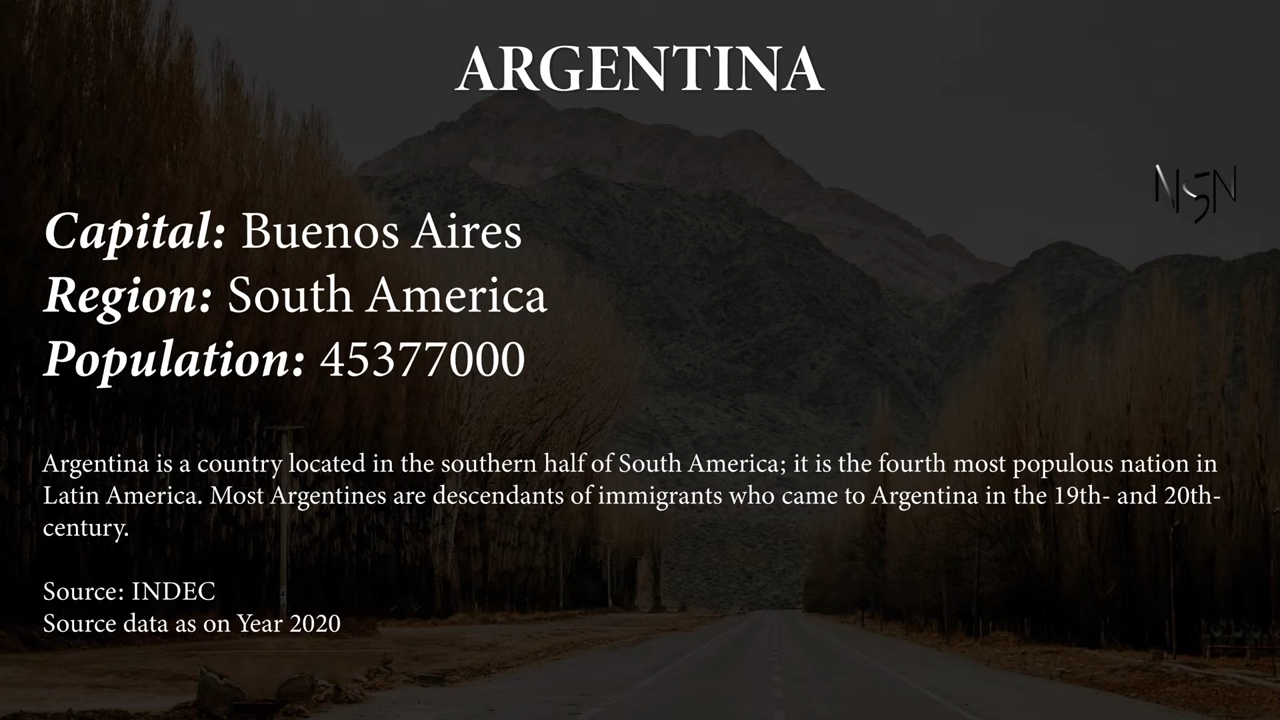 ARGENTINA
NSN
Capital: Buenos Aires
Region: South America
Population: 45377000
Argentina is a country located in the southern half of South America; it is the fourth most populous nation in
Latin America. Most Argentines are descendants of immigrants who came to Argentina in the 19th- and 20th-
century.
Source: INDEC
Source data as on Year 2020